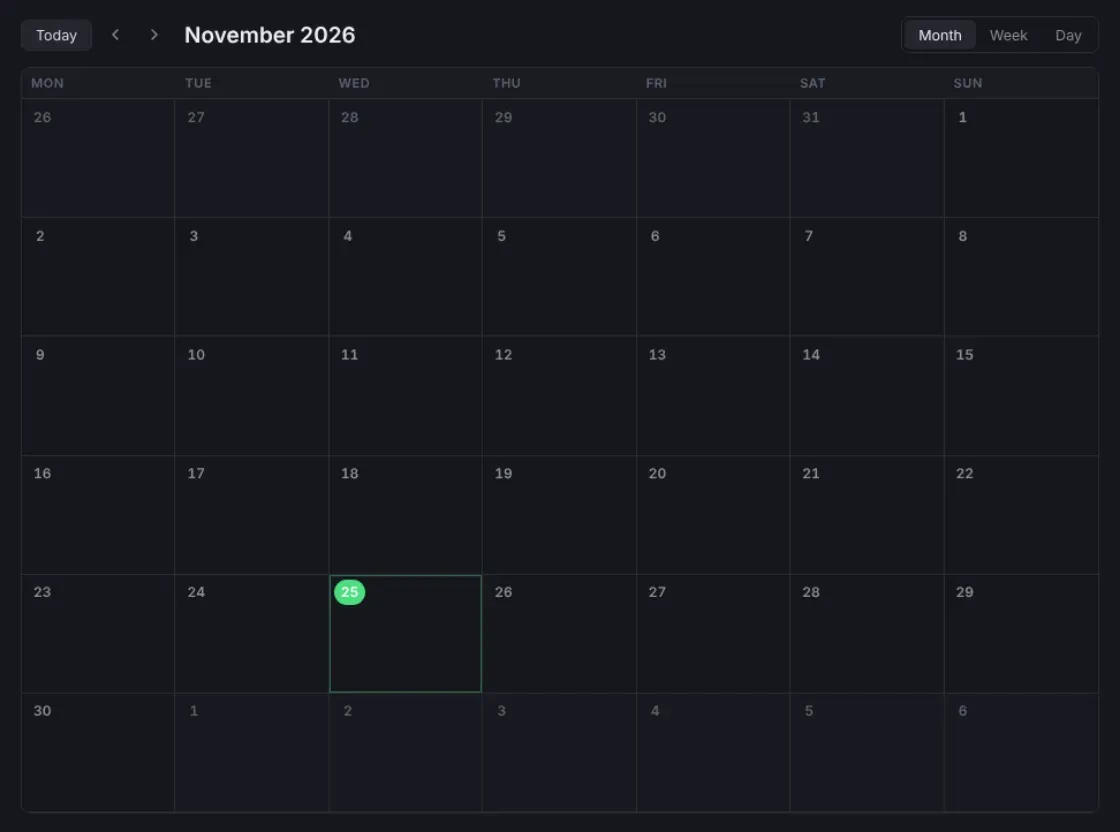 Today November 2026 Month Week Day
MON TUE WED THU FRI SAT SUN
26 27 28 29 30 31 1
2 3 4 5 6 7 8
9 10 11 12 13 14 15
16 17 18 19 20 21 22
23 24 25 26 27 28 29
30 1 2 3 4 5 6